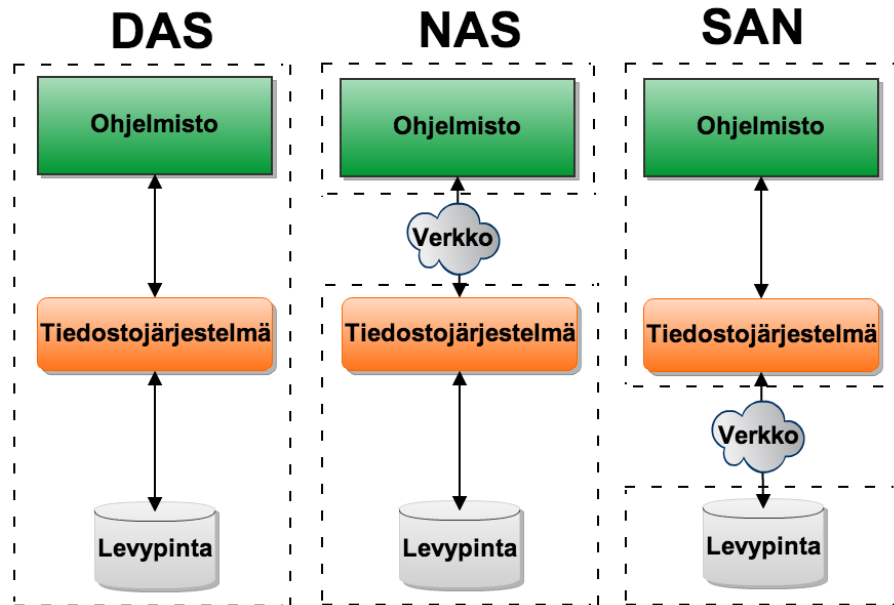 DAS
NAS
SAN
Ohjelmisto
Ohjelmisto
Ohjelmisto
Verkko
Tiedostojärjestelmä
Tiedostojärjestelmä
Tiedostojärjestelmä
Verkko
Levypinta
Levypinta
Levypinta